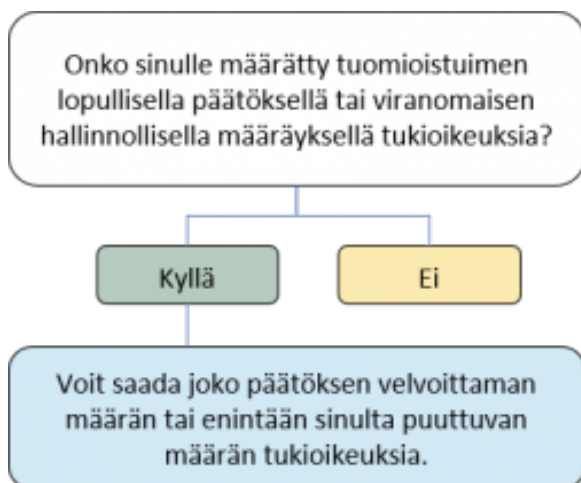 Onko sinulle määrätty tuomioistuimen
lopullisella päätöksellä tai viranomaisen
hallinnollisella määräyksellä tukioikeuksia?
Kyllä
Ei
Voit saada joko päätöksen velvoittaman
määrän tai enintään sinulta puuttuvan
määrän tukioikeuksia.